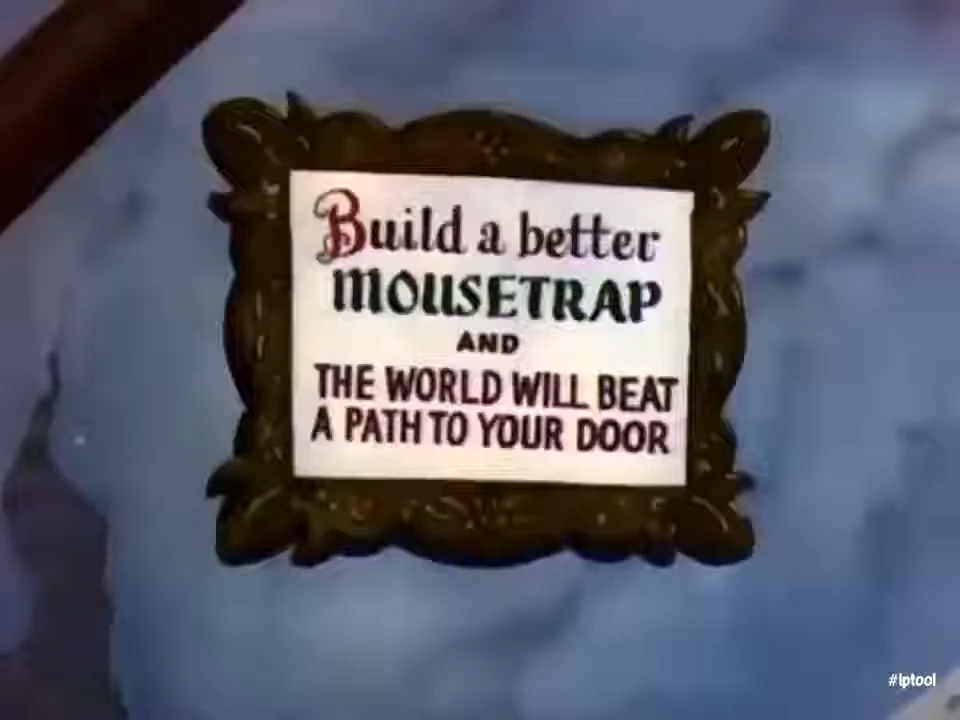 Build a better
MOUSETRAP
AND
THE WORLD WILL BEAT
A PATH TO YOUR DOOR
#lptool